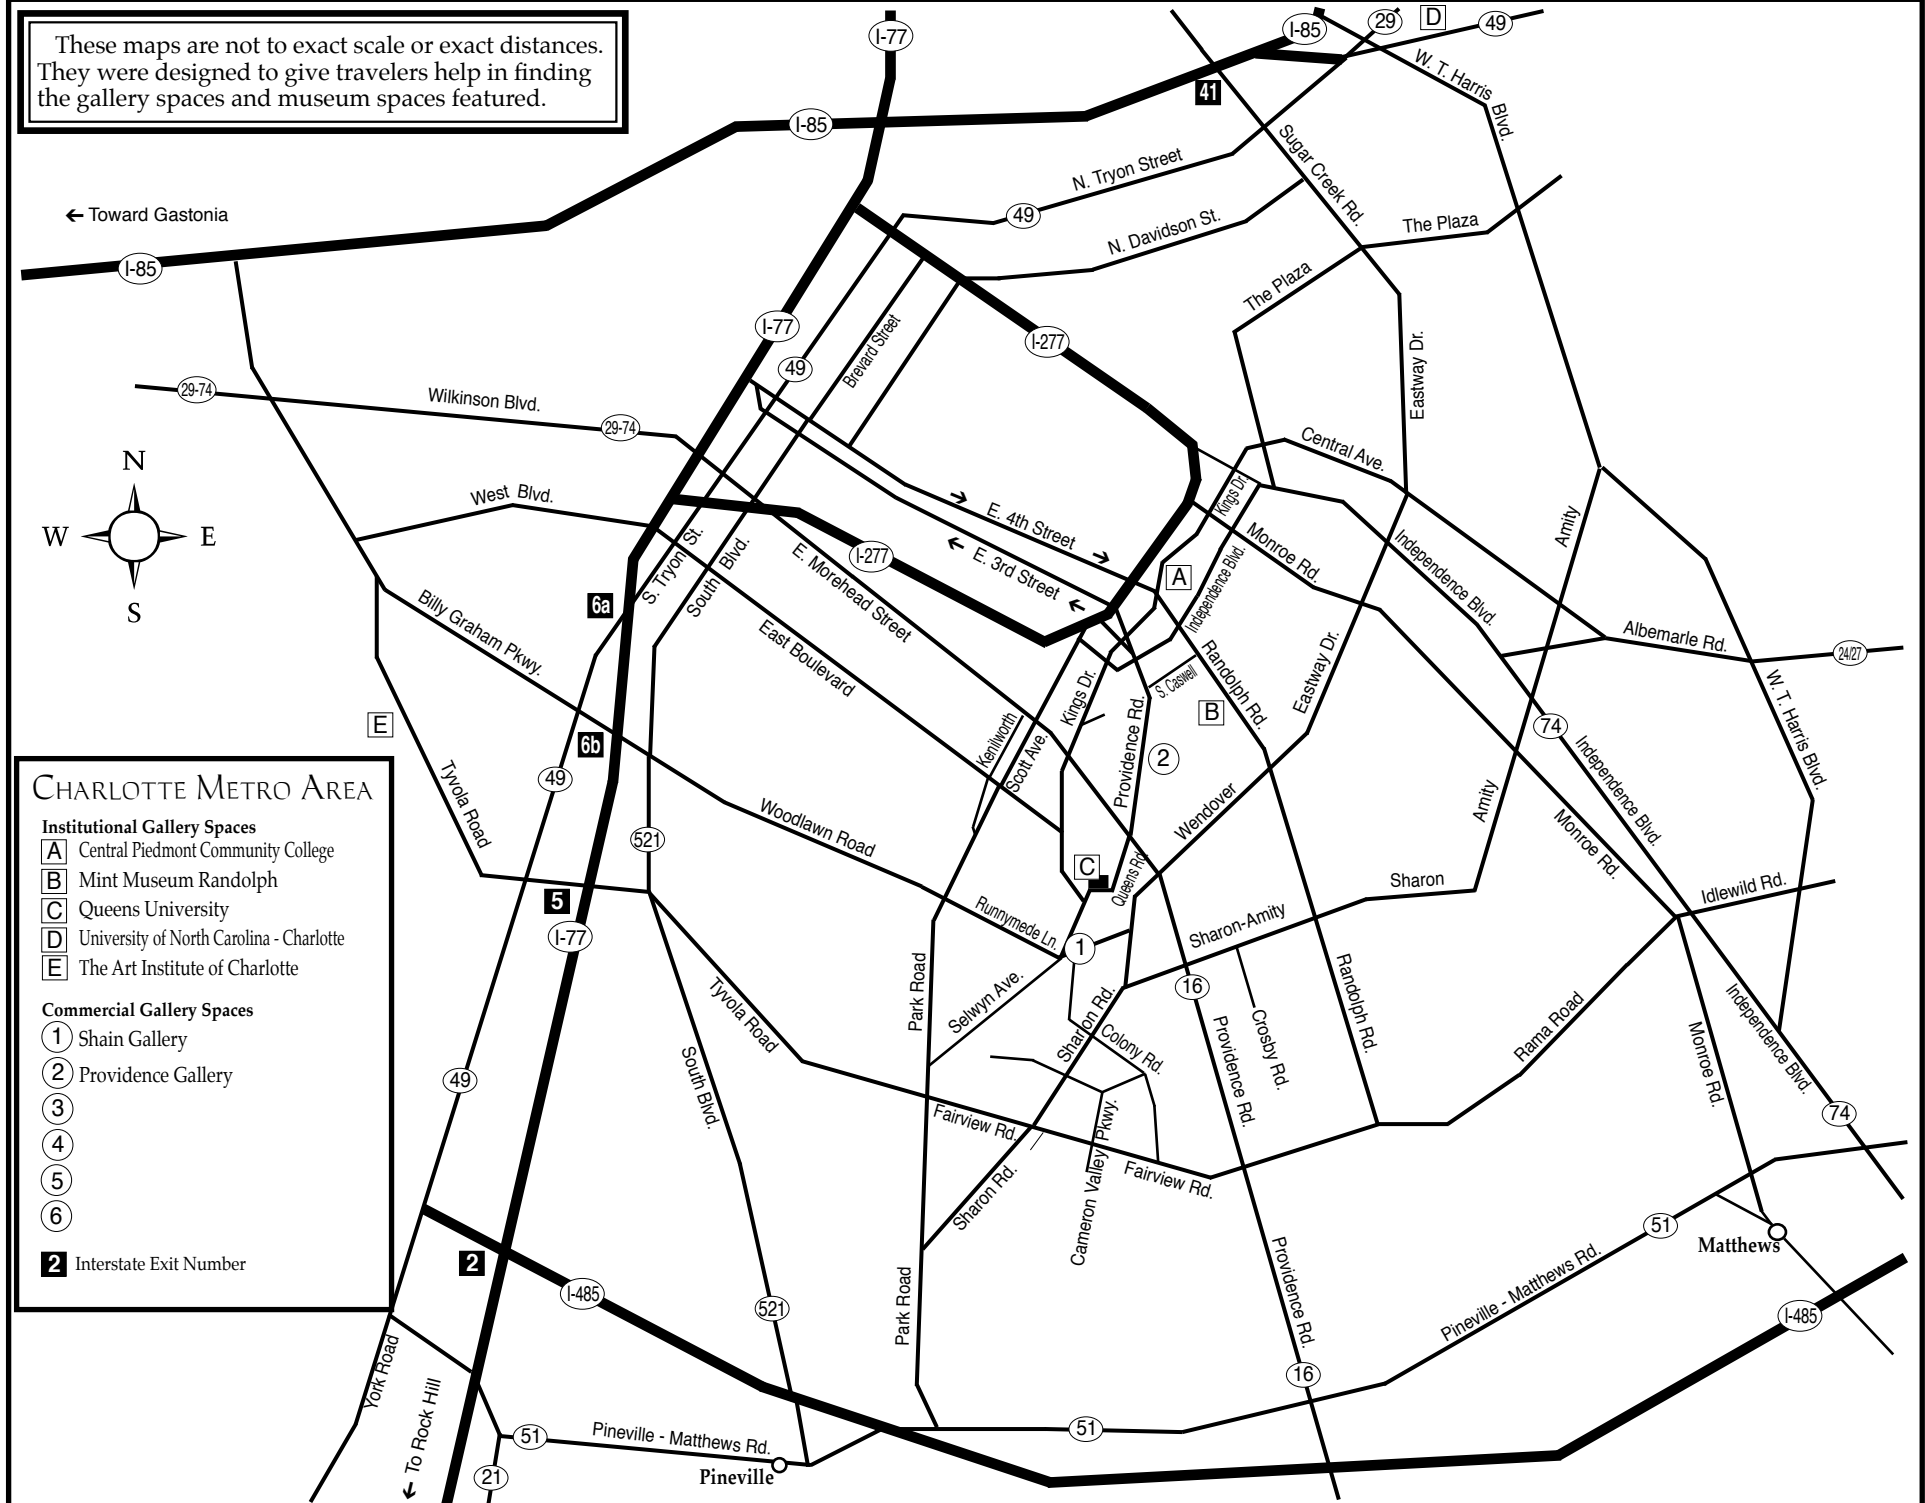 These maps are not to exact scale or exact distances.
They were designed to give travelers help in finding
the gallery spaces and museum spaces featured.
I-77
I-85
29
D
49
W. T. Harris
Blvd.
41
I-85
Sugar Creek Rd.
N. Tryon Street
49
← Toward Gastonia
N. Davidson St.
The Plaza
I-85
The Plaza
I-77
I-277
49
Brevard Street
Eastway Dr.
29-74
Wilkinson Blvd.
29-74
Central Ave.
N
W
E
S
West Blvd.
Kings Dr.
E. 4th Street
E. 3rd Street
Monroe Rd.
Independence Blvd.
Amity
I-277
S. Tryon St.
South Blvd.
E. Morehead Street
A
Independence Blvd.
6a
Billy Graham Pkwy.
East Boulevard
Albemarle Rd.
24/27
Randolph Rd.
S. Caswell
Eastway Dr.
W. T. Harris Blvd.
Kings Dr.
B
E
6b
Kenilworth
Scott Ave.
Providence Rd.
2
74
Independence Blvd.
49
Tyvola Road
Wendover
Amity
Woodlawn Road
521
Monroe Rd.
C
Queens Rd.
Sharon
Idlewild Rd.
5
I-77
Runnymede Ln.
1
Sharon-Amity
Park Road
Selwyn Ave.
Sharon Rd.
16
Randolph Rd.
Crosby Rd.
Providence Rd.
Tyvola Road
Colony Rd.
Rama Road
Monroe Rd.
Independence Blvd.
South Blvd.
49
74
Fairview Rd.
Cameron Valley Pkwy.
Fairview Rd.
Sharon Rd.
51
Matthews
CHARLOTTE METRO AREA
Institutional Gallery Spaces
A Central Piedmont Community College
B Mint Museum Randolph
C Queens University
D University of North Carolina - Charlotte
E The Art Institute of Charlotte
Commercial Gallery Spaces
1 Shain Gallery
2 Providence Gallery
3
4
5
6
2 Interstate Exit Number
2
I-485
521
Park Road
Providence Rd.
Pineville - Matthews Rd.
I-485
York Road
16
← To Rock Hill
51
Pineville - Matthews Rd.
51
Pineville
21